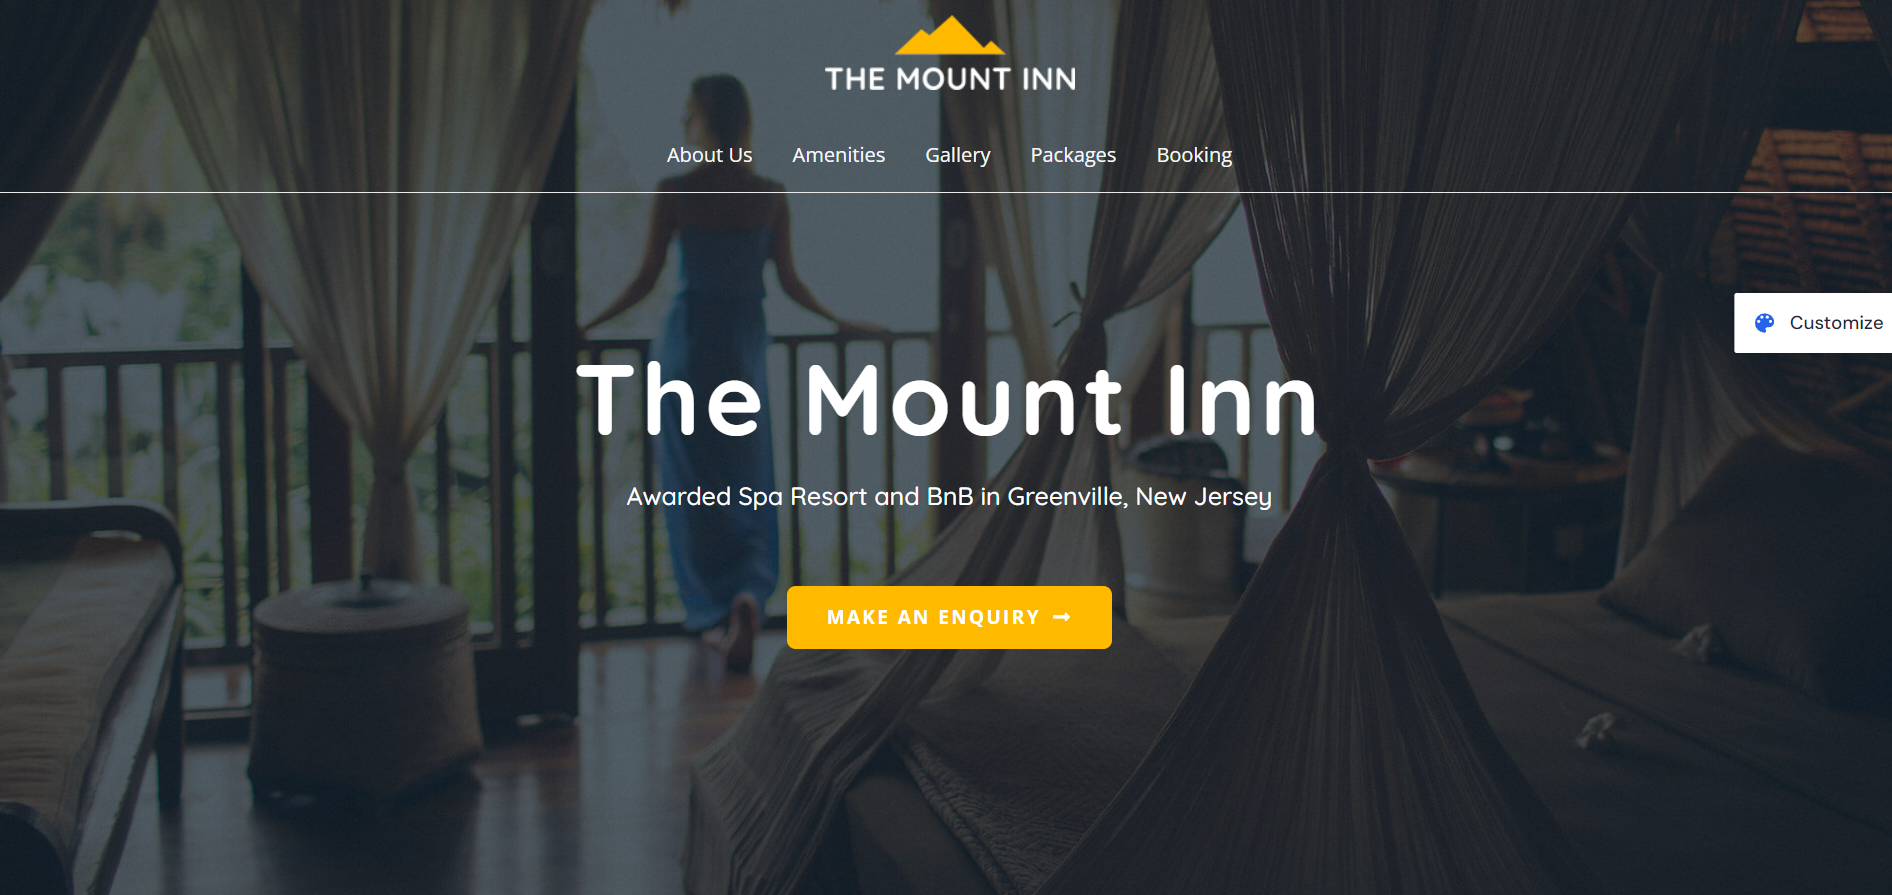 THE MOUNT INN
About Us Amenities Gallery Packages Booking
Customize
The Mount Inn
Awarded Spa Resort and BnB in Greenville, New Jersey
MAKE AN ENQUIRY →